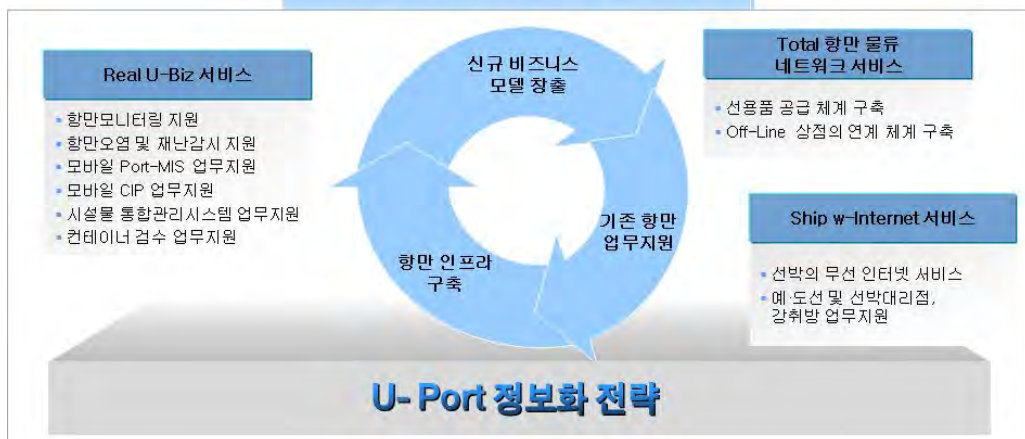 Real U-Biz 서비스
• 항만모니터링 지원
• 항만오염 및 재난감시 지원
• 모바일 Port-MIS 업무지원
• 모바일 CIP 업무지원
• 시설물 통합관리시스템 업무지원
• 컨테이너 검수 업무지원
신규 비즈니스
모델 창출
기존 항만
업무지원
항만 인프라
구축
Total 항만 물류
네트워크 서비스
• 선용품 공급 체계 구축
• Off-Line 상점의 연계 체계 구축
Ship w-Internet 서비스
• 선박의 무선 인터넷 서비스
• 예·도선 및 선박대리점,
강취방 업무지원
U- Port 정보화 전략